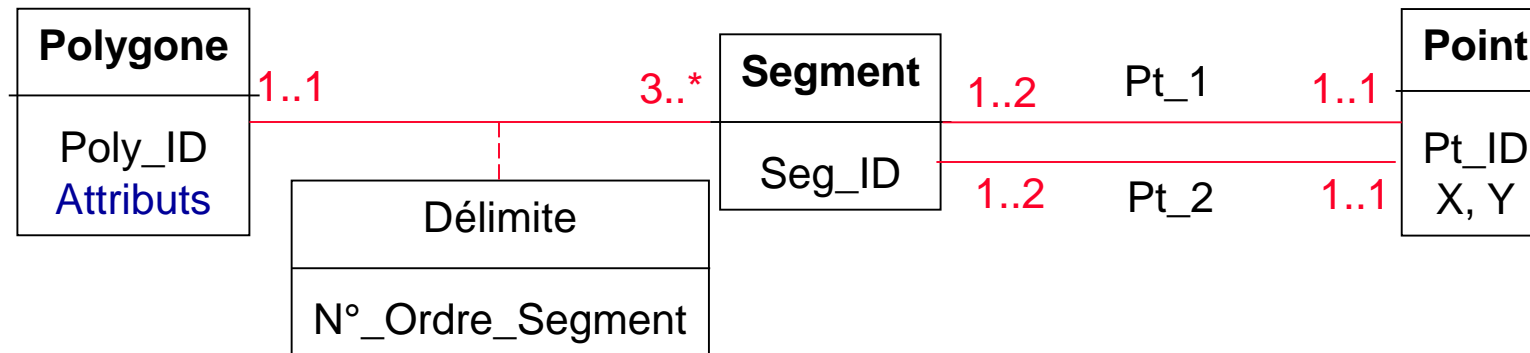 Polygone
Poly_ID
Attributs
1..1
3..*
Délimite
N°_Ordre_Segment
Segment
Seg_ID
1..2
Pt_1
1..1
1..2
Pt_2
1..1
Point
Pt_ID
X, Y